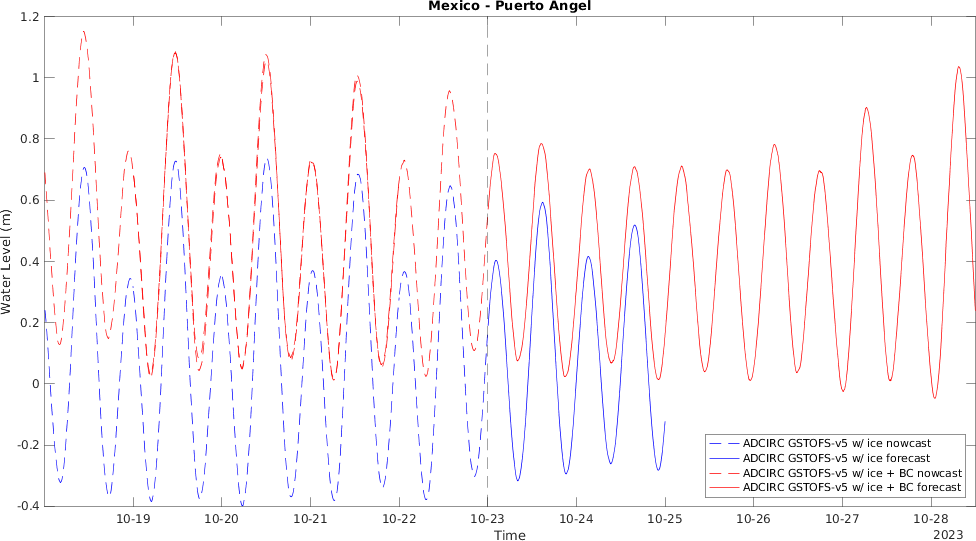 Mexico - Puerto Angel
1.2
1
0.8
0.6
0.4
0.2
0
-0.2
-0.4
Water Level (m)
10-19 10-20 10-21 10-22 10-23 10-24 10-25 10-26 10-27 10-28
Time
2023
ADCIRC GSTOFS-v5 w/ ice nowcast
ADCIRC GSTOFS-v5 w/ ice forecast
ADCIRC GSTOFS-v5 w/ ice + BC nowcast
ADCIRC GSTOFS-v5 w/ ice + BC forecast